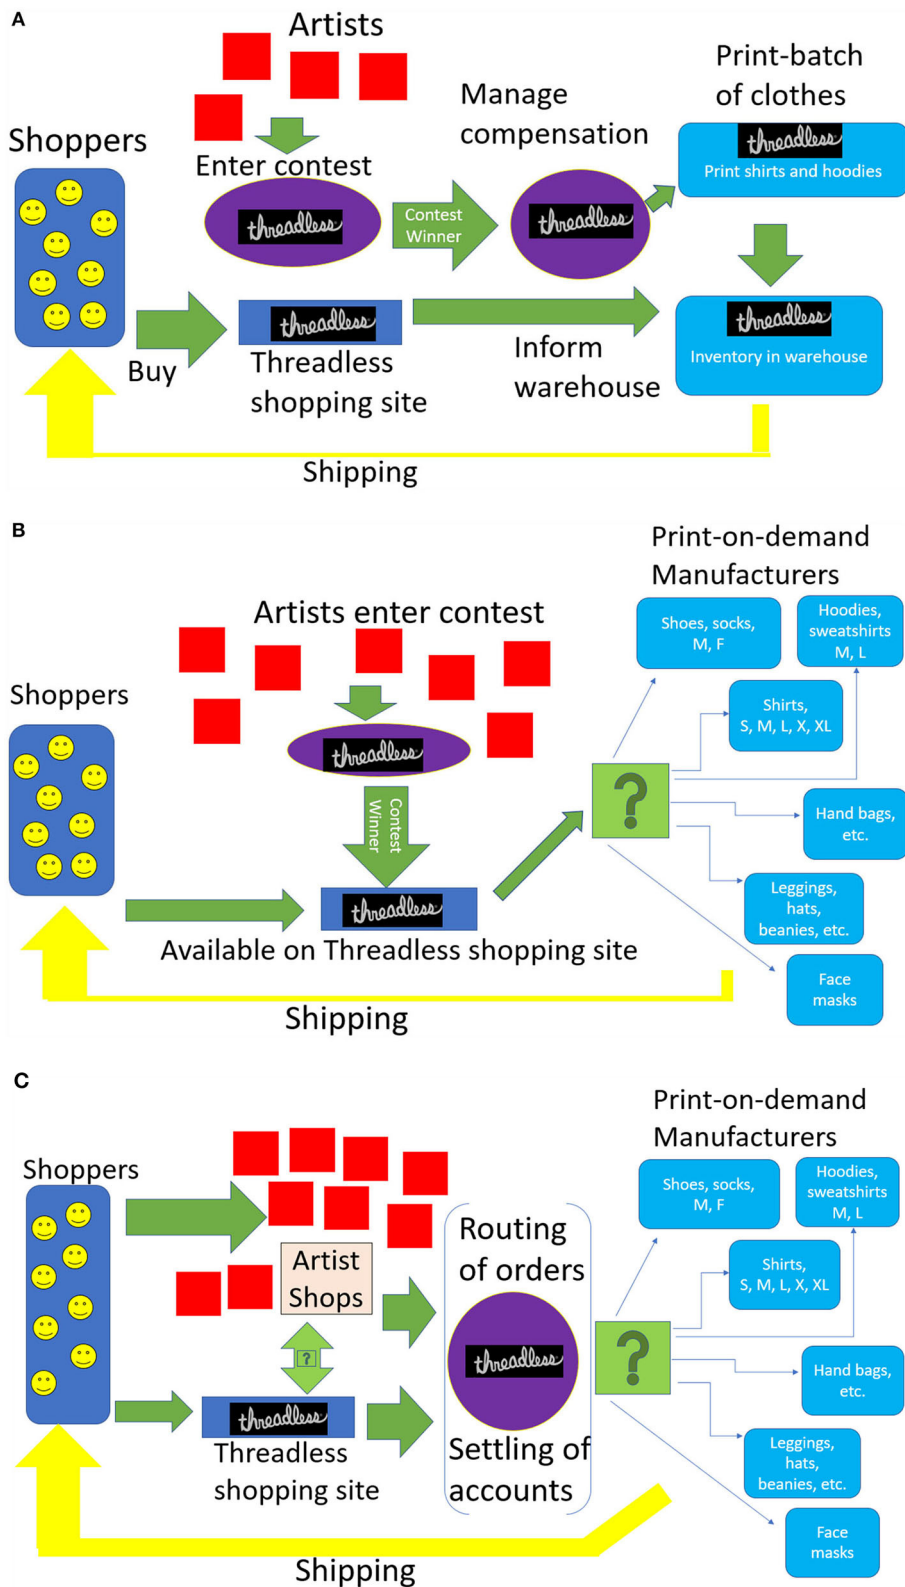 A
Artists
Print-batch
of clothes
Manage
compensation
Shoppers
threadless
Print shirts and hoodies
Enter contest
threadless
Contest
Winner
threadless
threadless
Inventory in warehouse
threadless
Buy
Threadless
shopping site
Inform
warehouse
Shipping
B
Print-on-demand
Manufacturers
Artists enter contest
Shoes, socks,
M, F
Hoodies,
sweatshirts
M, L
Shoppers
Shirts,
S, M, L, X, XL
threadless
?
Contest
Winner
Hand bags,
etc.
threadless
Leggings,
hats,
beanies, etc.
Available on Threadless shopping site
Face
masks
Shipping
C
Print-on-demand
Manufacturers
Shoppers
Shoes, socks,
M, F
Hoodies,
sweatshirts
M, L
Routing
of orders
Artist
Shops
Shirts,
S, M, L, X, XL
?
threadless
?
Hand bags,
etc.
threadless
Threadless
shopping site
Settling of
accounts
Leggings,
hats,
beanies, etc.
Face
masks
Shipping